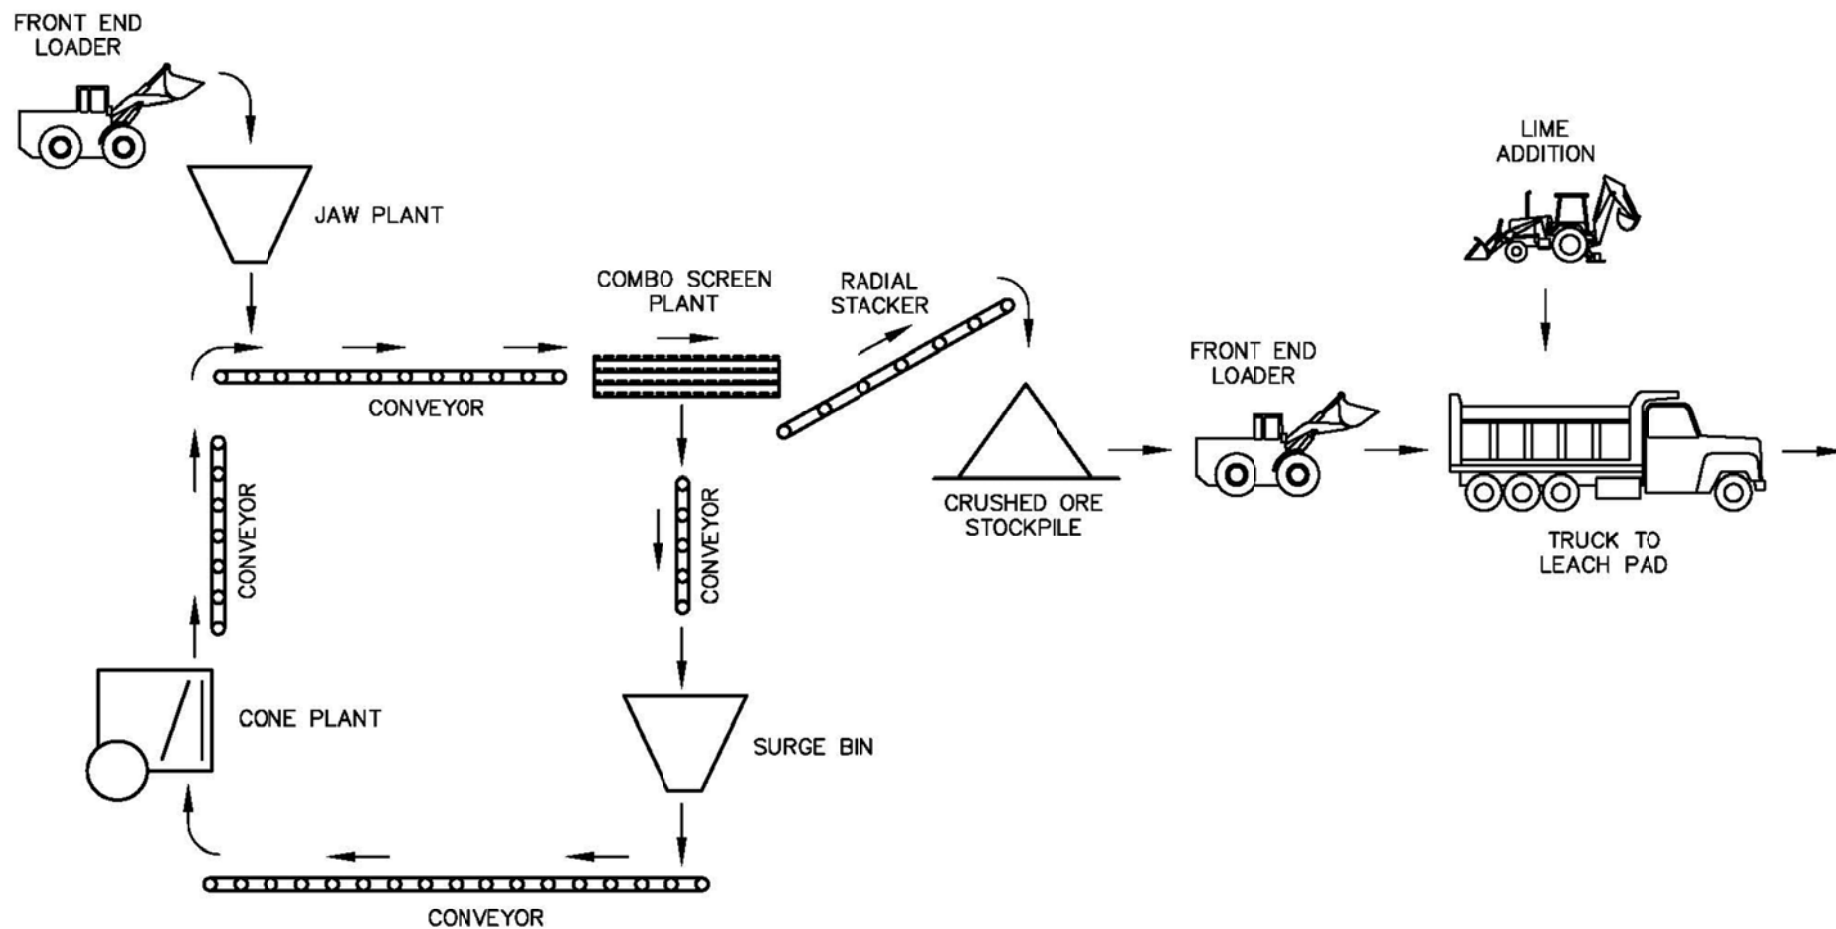 FRONT END
LOADER
JAW PLANT
LIME
ADDITION
COMBO SCREEN
PLANT
RADIAL
STACKER
FRONT END
LOADER
CONVEYOR
CONVEYOR
CONVEYOR
CRUSHED ORE
STOCKPILE
TRUCK TO
LEACH PAD
CONE PLANT
SURGE BIN
CONVEYOR